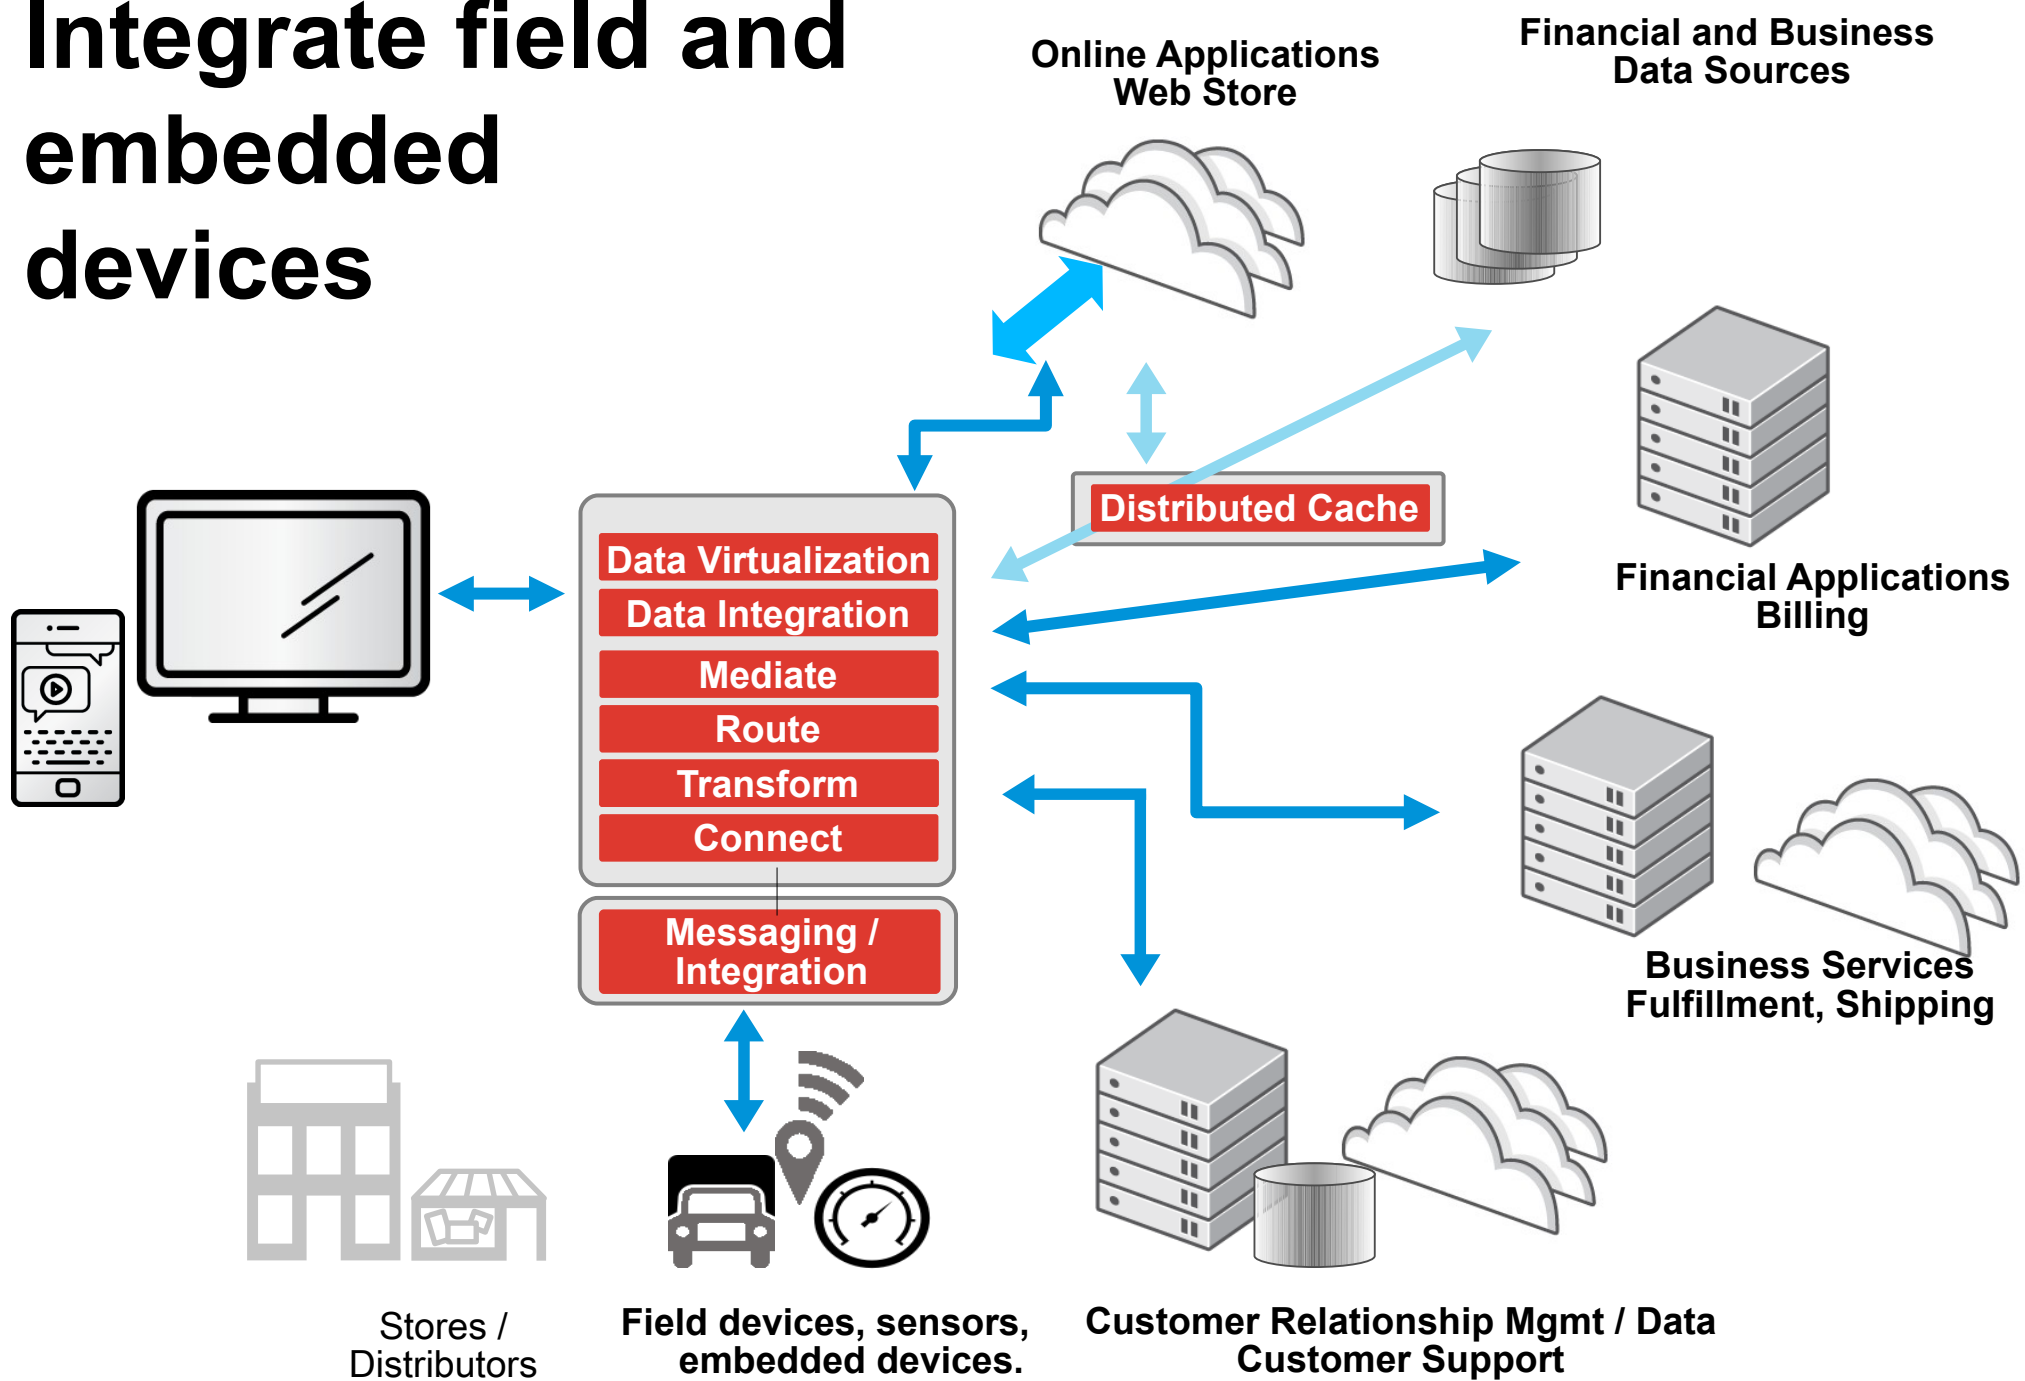 Integrate field and
embedded
devices
Online Applications
Web Store
Financial and Business
Data Sources
Distributed Cache
Data Virtualization
Data Integration
Mediate
Route
Transform
Connect
Messaging /
Integration
Financial Applications
Billing
Business Services
Fulfillment, Shipping
Stores /
Distributors
Field devices, sensors,
embedded devices.
Customer Relationship Mgmt / Data
Customer Support